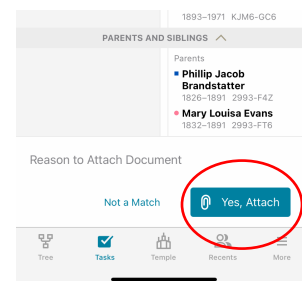 1893–1971 KJM6-GC6
PARENTS AND SIBLINGS
Parents
Phillip Jacob
Brandstatter
1826–1891 2993-F4Z
Mary Louisa Evans
1832–1891 2993-FT6
Reason to Attach Document
Not a Match
Yes, Attach
Tree
Tasks
Temple
Recents
More